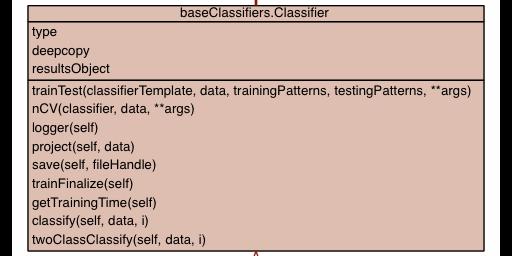 baseClassifiers.Classifier
type
deepcopy
resultsObject
trainTest(classifierTemplate, data, trainingPatterns, testingPatterns, **args)
nCV(classifier, data, **args)
logger(self)
project(self, data)
save(self, fileHandle)
trainFinalize(self)
getTrainingTime(self)
classify(self, data, i)
twoClassClassify(self, data, i)